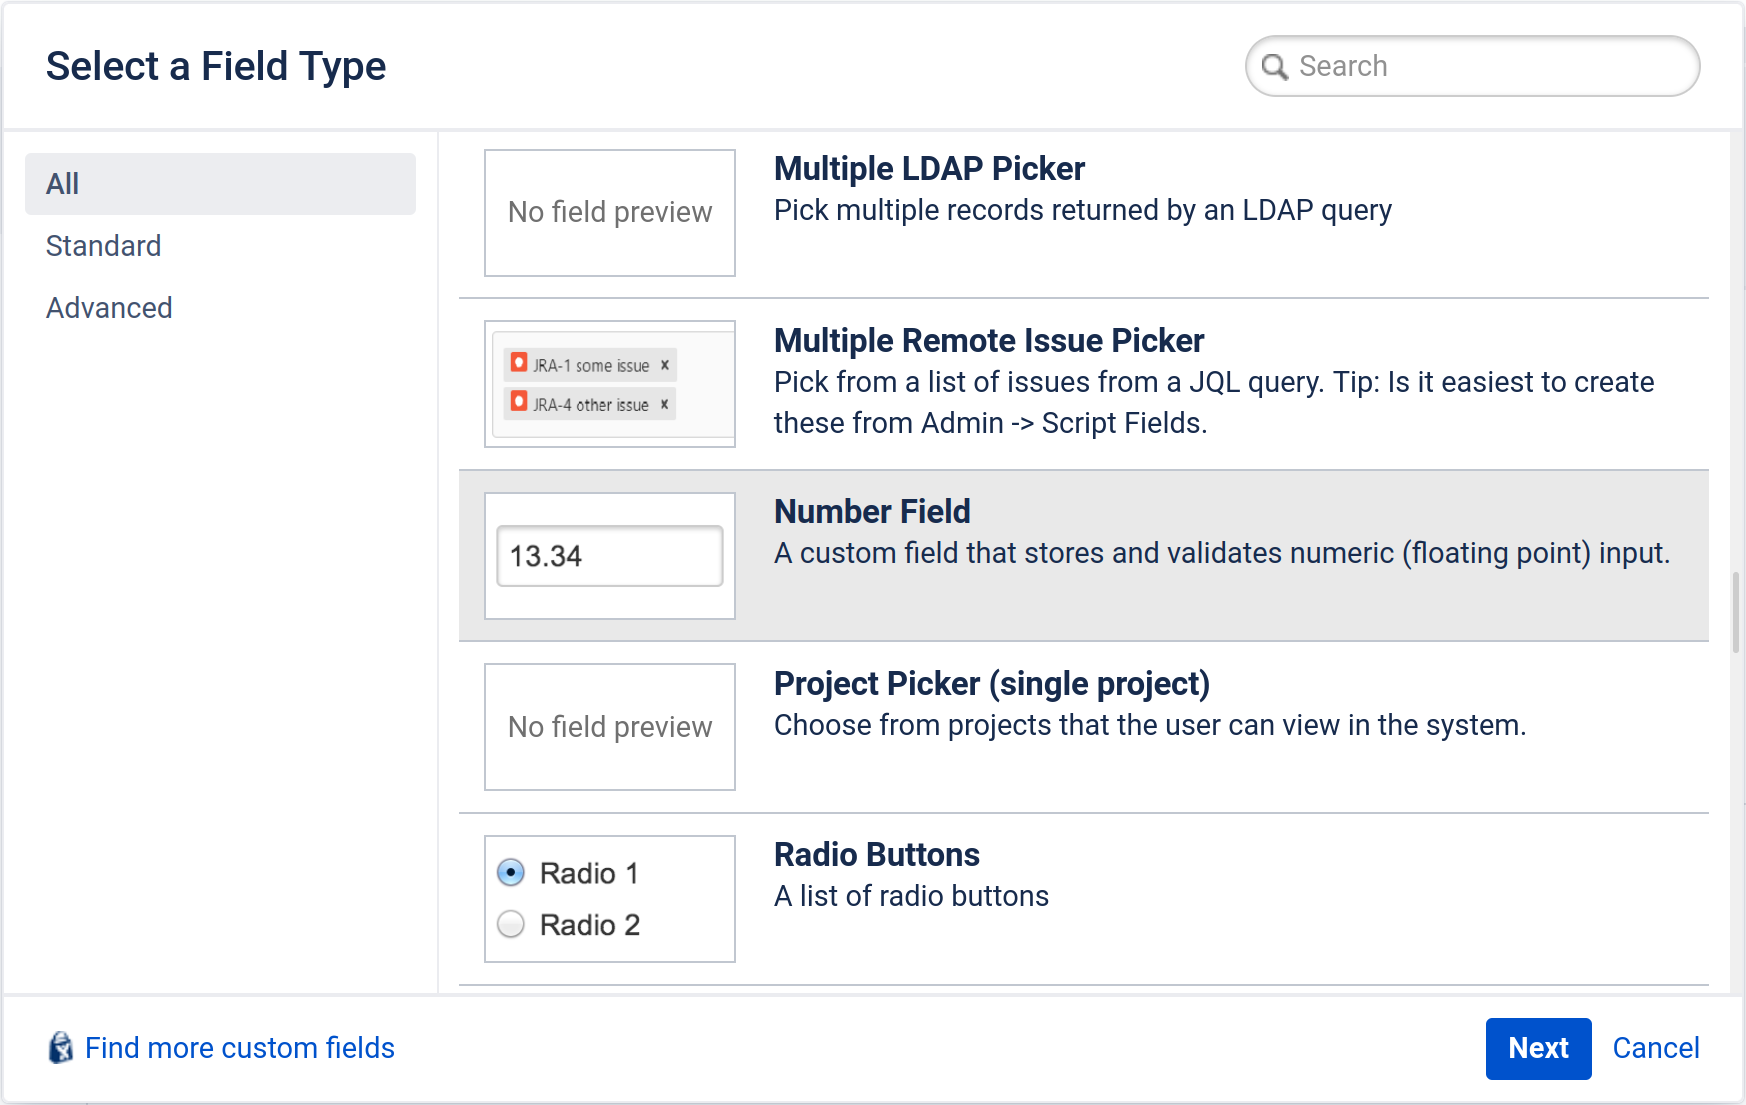 Select a Field Type
Search
All
Standard
Advanced
No field preview
Multiple LDAP Picker
Pick multiple records returned by an LDAP query
JRA-1 some issue x
JRA-4 other issue x
Multiple Remote Issue Picker
Pick from a list of issues from a JQL query. Tip: Is it easiest to create
these from Admin -> Script Fields.
13.34
Number Field
A custom field that stores and validates numeric (floating point) input.
No field preview
Project Picker (single project)
Choose from projects that the user can view in the system.
Radio 1
Radio 2
Radio Buttons
A list of radio buttons
Find more custom fields
Next
Cancel